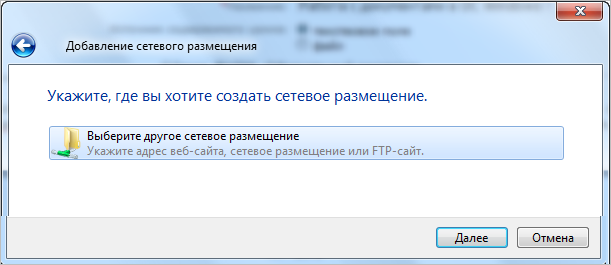 Добавление сетевого размещения
Укажите, где вы хотите создать сетевое размещение.
Выберите другое сетевое размещение
Укажите адрес веб-сайта, сетевое размещение или FTP-сайт.
Далее
Отмена